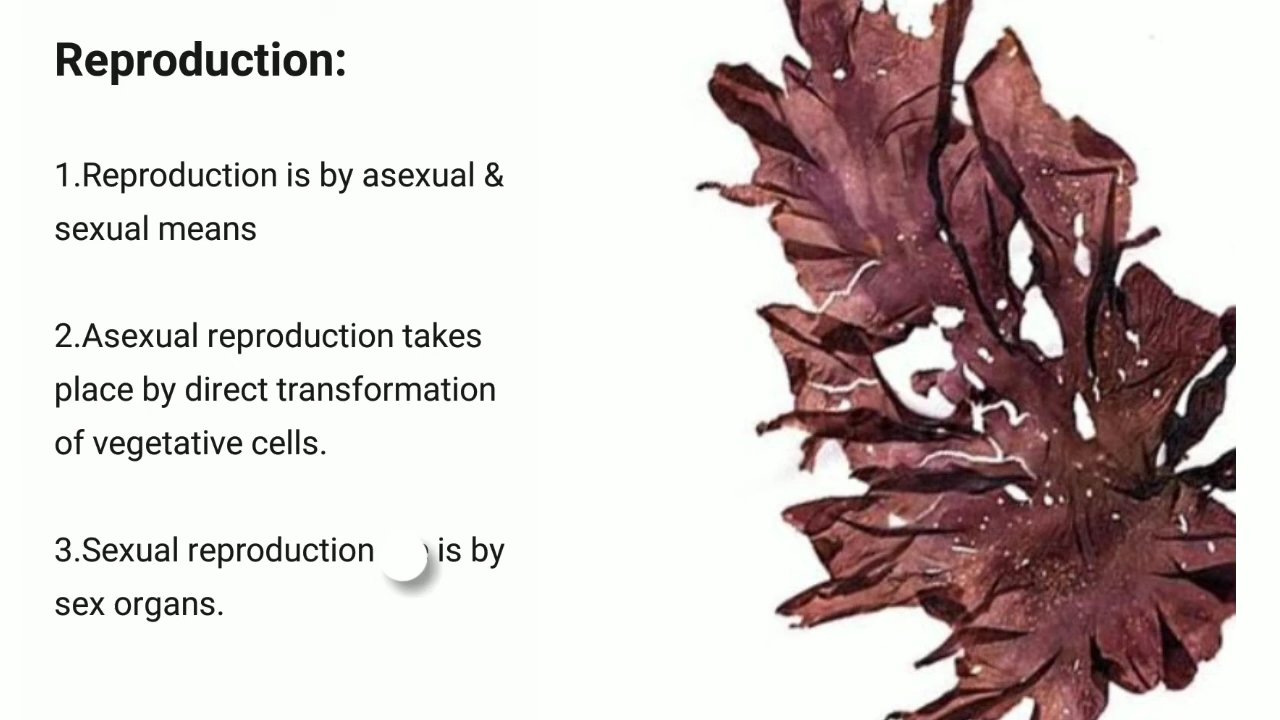 Reproduction:
1.Reproduction is by asexual &
sexual means
2.Asexual reproduction takes
place by direct transformation
of vegetative cells.
3.Sexual reproduction is by
sex organs.